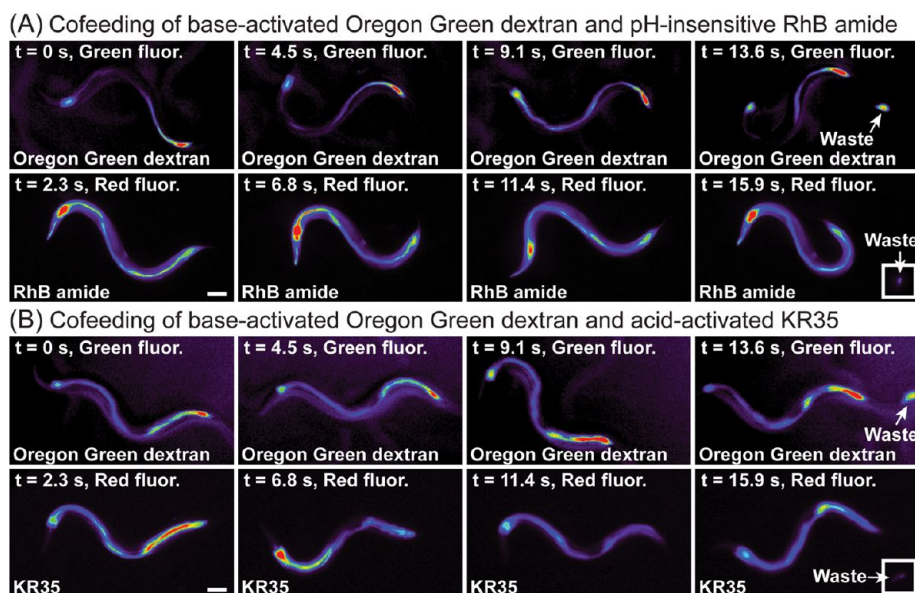 (A) Cofeeding of base-activated Oregon Green dextran and pH-insensitive RhB amide
t = 0 s, Green fluor.
Oregon Green dextran
t = 4.5 s, Green fluor.
Oregon Green dextran
t = 9.1 s, Green fluor.
Oregon Green dextran
t = 13.6 s, Green fluor.
Waste
Oregon Green dextran
t = 2.3 s, Red fluor.
RhB amide
t = 6.8 s, Red fluor.
RhB amide
t = 11.4 s, Red fluor.
RhB amide
t = 15.9 s, Red fluor.
Waste
RhB amide
(B) Cofeeding of base-activated Oregon Green dextran and acid-activated KR35
t = 0 s, Green fluor.
Oregon Green dextran
t = 4.5 s, Green fluor.
Oregon Green dextran
t = 9.1 s, Green fluor.
Oregon Green dextran
t = 13.6 s, Green fluor.
Waste
Oregon Green dextran
t = 2.3 s, Red fluor.
KR35
t = 6.8 s, Red fluor.
KR35
t = 11.4 s, Red fluor.
KR35
t = 15.9 s, Red fluor.
Waste
KR35